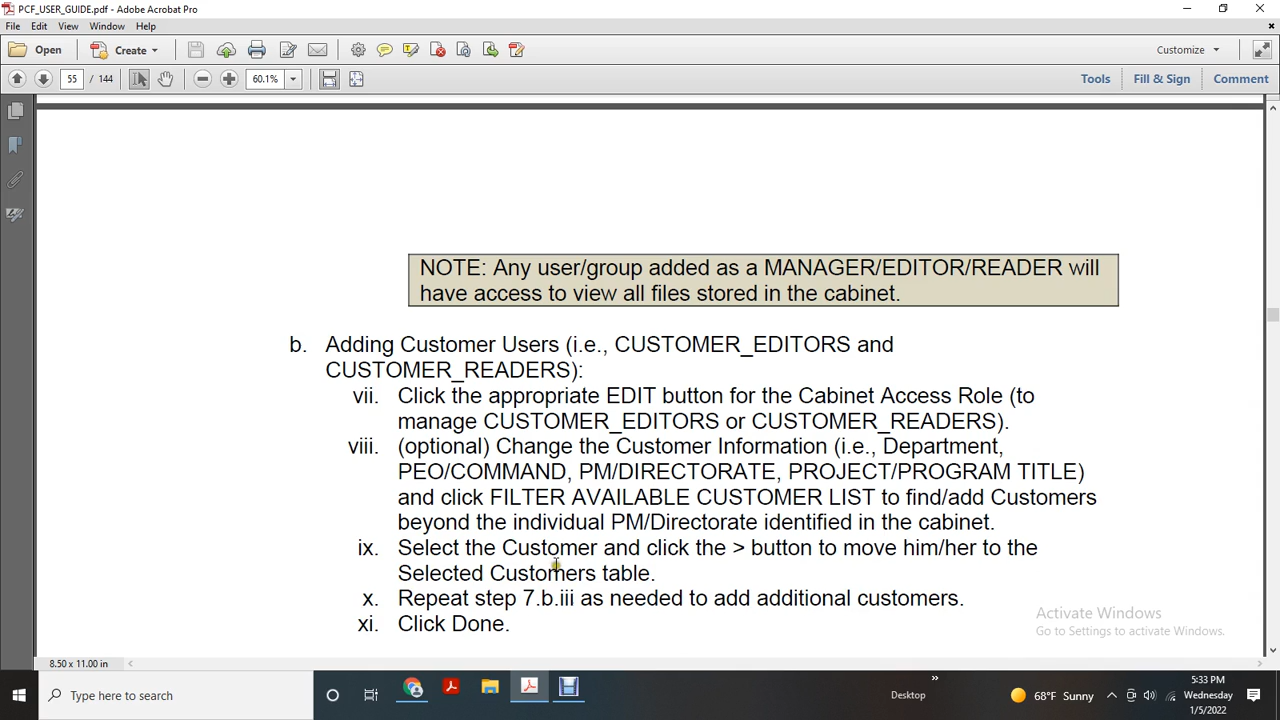 PCF_USER_GUIDE.pdf - Adobe Acrobat Pro
File Edit View Window Help
Open Create Customize
55 / 144 60.1% Tools Fill & Sign Comment
NOTE: Any user/group added as a MANAGER/EDITOR/READER will
have access to view all files stored in the cabinet.
b. Adding Customer Users (i.e., CUSTOMER_EDITORS and
CUSTOMER_READERS):
vii. Click the appropriate EDIT button for the Cabinet Access Role (to
manage CUSTOMER_EDITORS or CUSTOMER_READERS).
viii. (optional) Change the Customer Information (i.e., Department,
PEO/COMMAND, PM/DIRECTORATE, PROJECT/PROGRAM TITLE)
and click FILTER AVAILABLE CUSTOMER LIST to find/add Customers
beyond the individual PM/Directorate identified in the cabinet.
ix. Select the Customer and click the > button to move him/her to the
Selected Customers table.
x. Repeat step 7.b.iii as needed to add additional customers.
xi. Click Done.
Activate Windows
Go to Settings to activate Windows.
8.50 x 11.00 in
Type here to search
Desktop
68°F Sunny
5:33 PM
Wednesday
1/5/2022